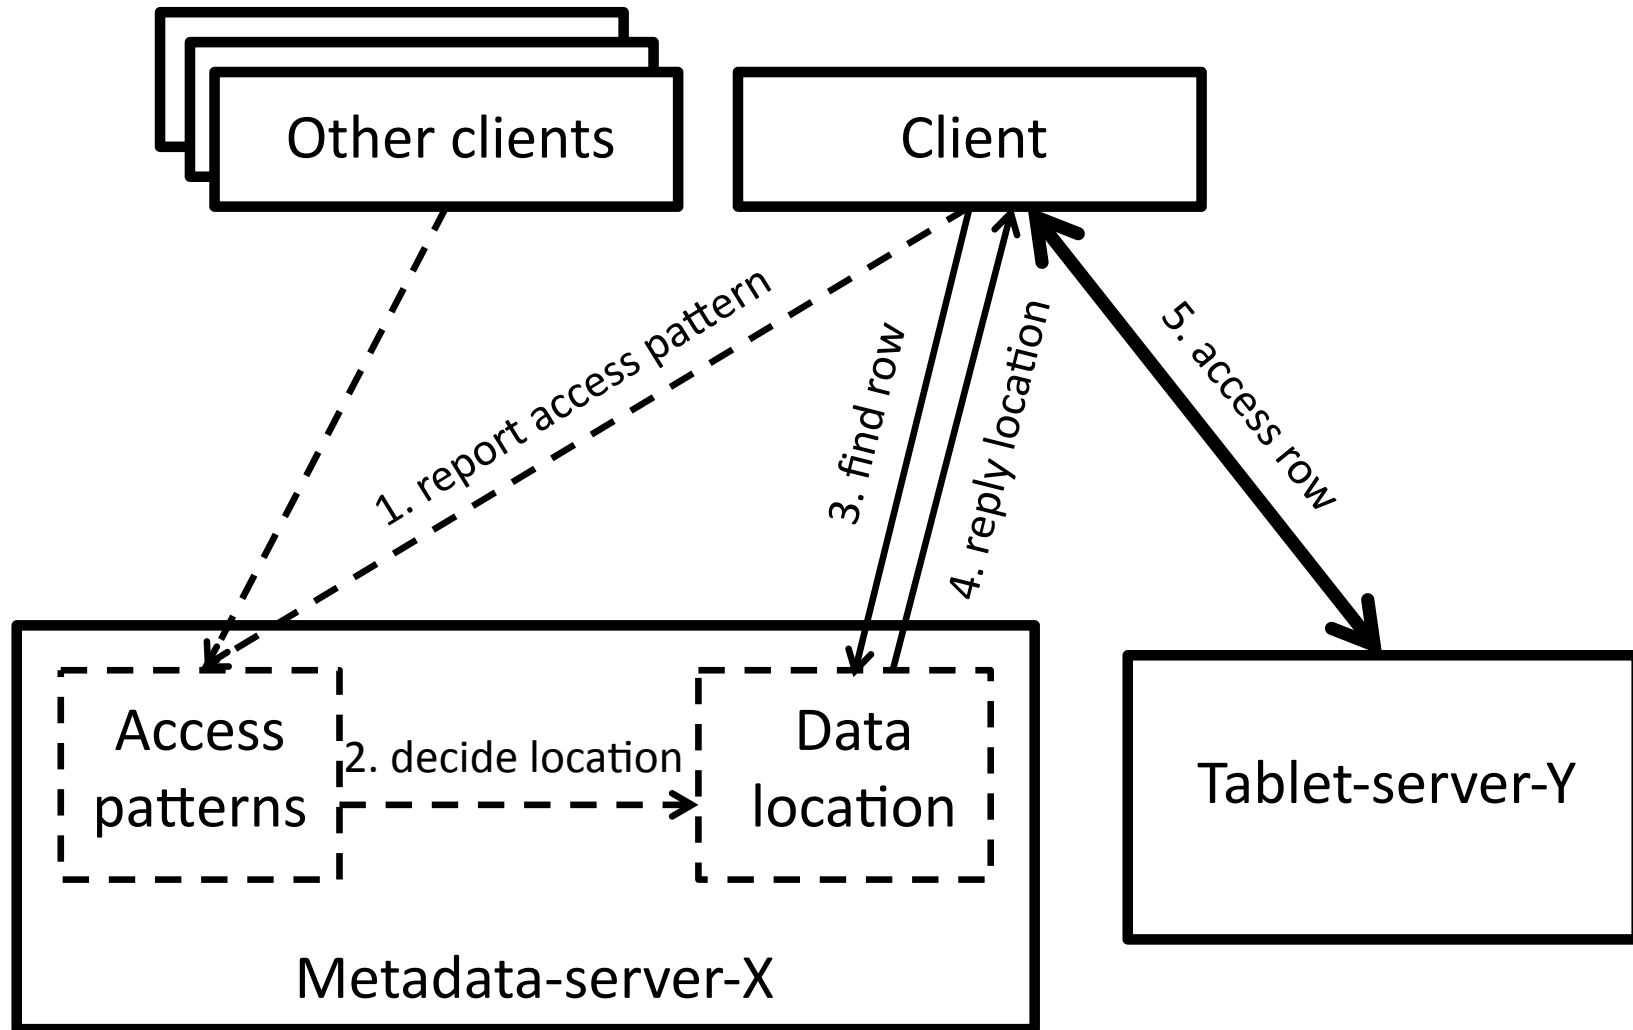 Other clients
Client
1. report access pattern
3. find row
4. reply location
5. access row
Access
patterns
2. decide location
Data
location
Tablet-server-Y
Metadata-server-X